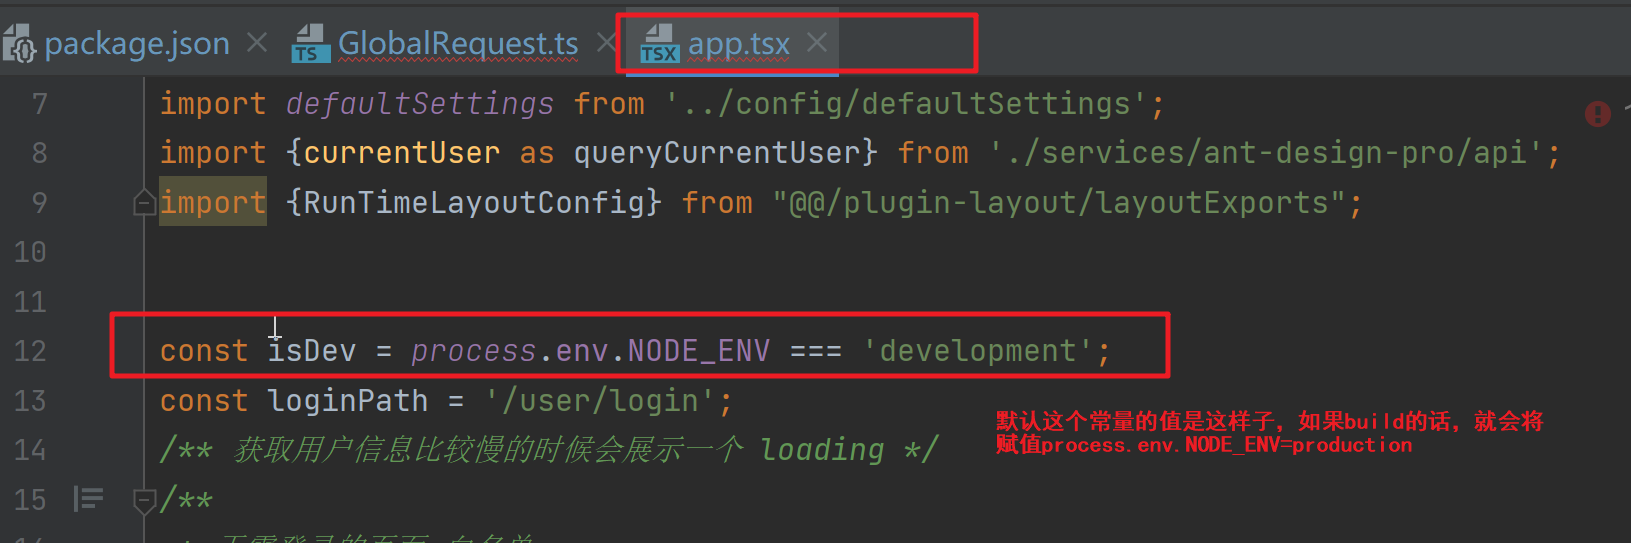 package.json
TS GlobalRequest.ts
TSX app.tsx
7 import defaultSettings from '../config/defaultSettings';
8 import {currentUser as queryCurrentUser} from './services/ant-design-pro/api';
9 import {RunTimeLayoutConfig} from "@@/plugin-layout/layoutExports";
10
11
12 const isDev = process.env.NODE_ENV === 'development';
13 const loginPath = '/user/login';
默认这个常量的值是这样子，如果build的话，就会将
赋值process.env.NODE_ENV=production
14 /** 获取用户信息比较慢的时候会展示一个 loading */
15 /**